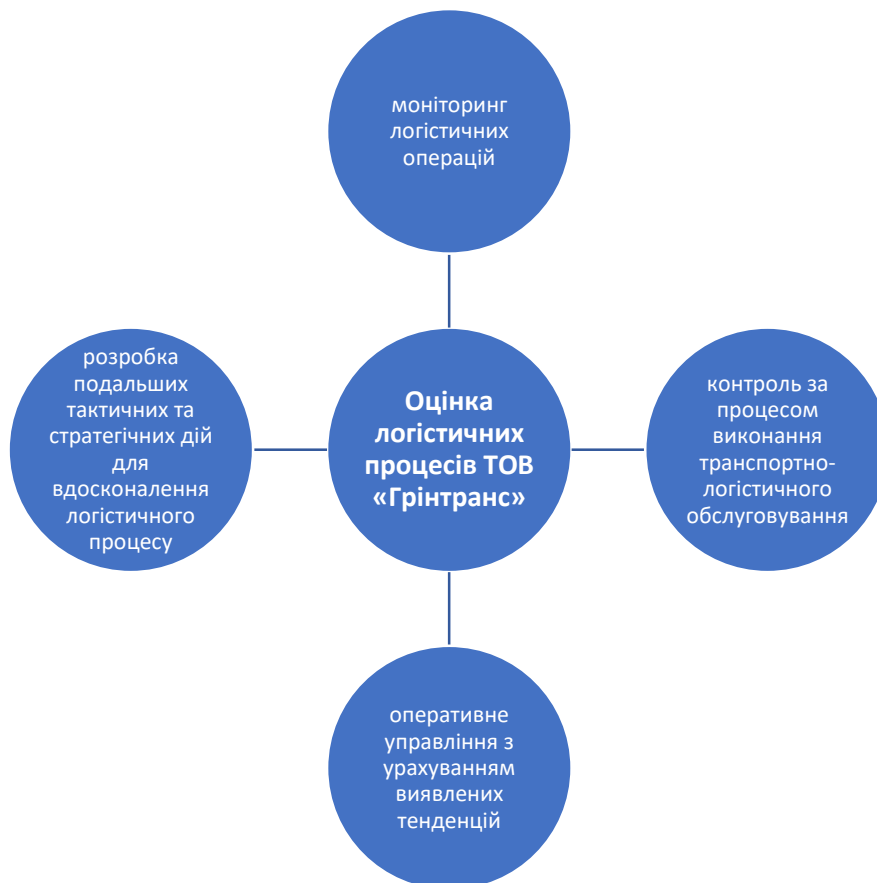 моніторинг
логістичних
операцій
розробка
подальших
тактичних та
стратегічних дій
для
вдосконалення
логістичного
процесу
Оцінка
логістичних
процесів ТОВ
«Грінтранс»
контроль за
процесом
виконання
транспортно-
логістичного
обслуговування
оперативне
управління з
урахуванням
виявлених
тенденцій